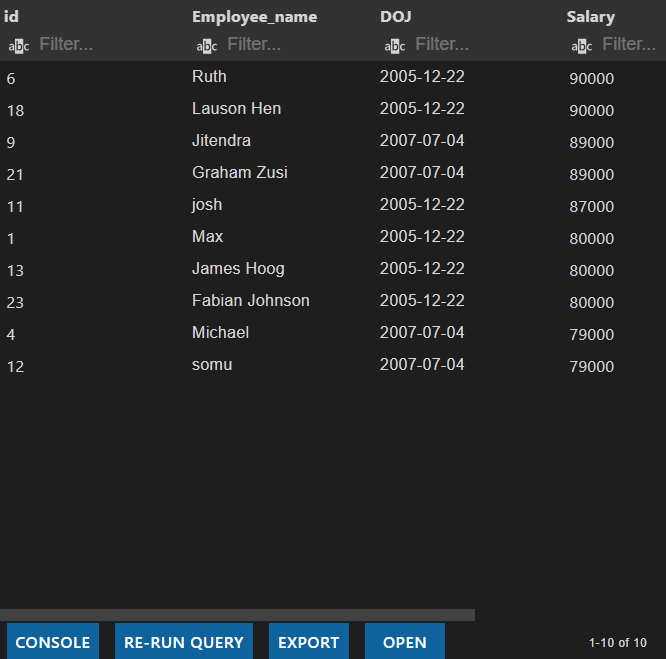 id Employee_name DOJ Salary
abc Filter... abc Filter... abc Filter... abc Filter...
6 Ruth 2005-12-22 90000
18 Lauson Hen 2005-12-22 90000
9 Jitendra 2007-07-04 89000
21 Graham Zusi 2007-07-04 89000
11 josh 2005-12-22 87000
1 Max 2005-12-22 80000
13 James Hoog 2005-12-22 80000
23 Fabian Johnson 2005-12-22 80000
4 Michael 2007-07-04 79000
12 somu 2007-07-04 79000
CONSOLE RE-RUN QUERY EXPORT OPEN 1-10 of 10